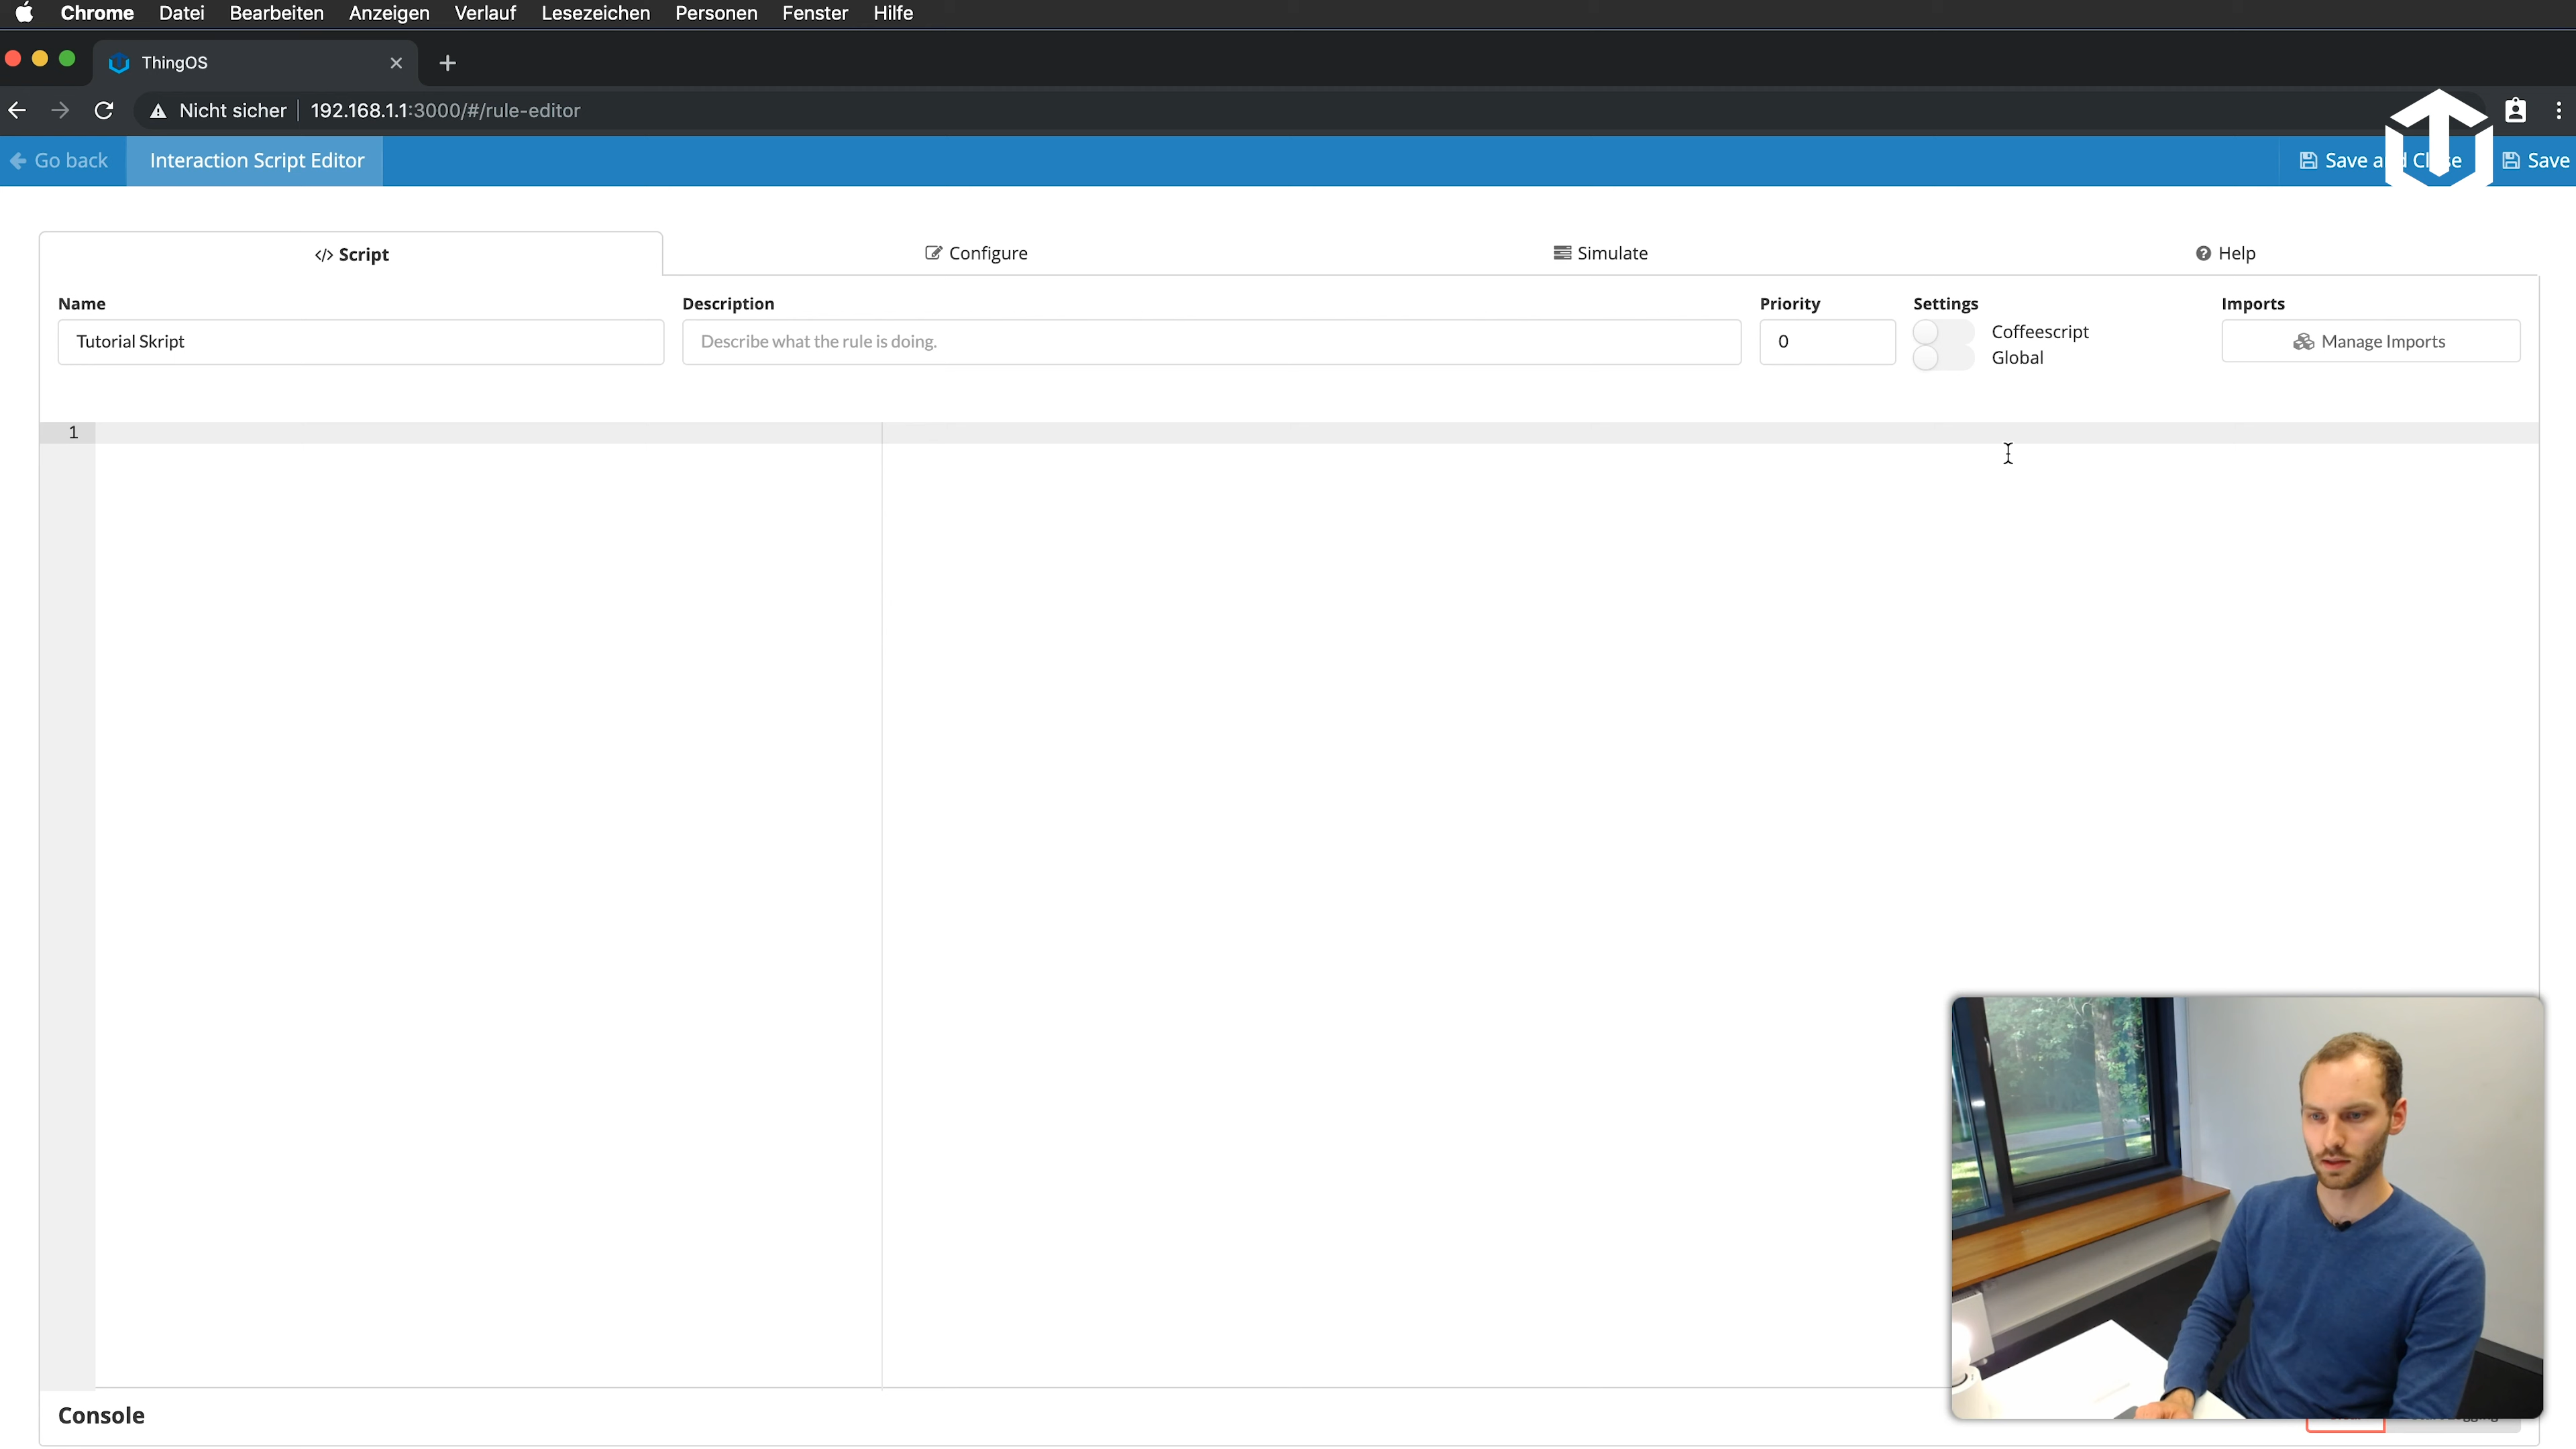 Chrome Datei Bearbeiten Anzeigen Verlauf Lesezeichen Personen Fenster Hilfe
ThingOS
Nicht sicher 192.168.1.1:3000/#/rule-editor
Go back Interaction Script Editor Save and Save
Script Configure Simulate Help
Name Description Priority Settings Imports
Tutorial Skript Describe what the rule is doing. 0 Coffeescript Manage Imports
Global
1
Console